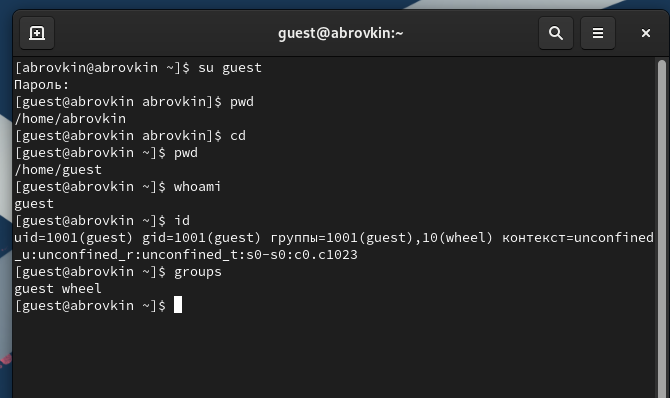 guest@abrovkin:~
[abrovkin@abrovkin ~]$ su guest
Пароль:
[guest@abrovkin abrovkin]$ pwd
/home/abrovkin
[guest@abrovkin abrovkin]$ cd
[guest@abrovkin ~]$ pwd
/home/guest
[guest@abrovkin ~]$ whoami
guest
[guest@abrovkin ~]$ id
uid=1001(guest) gid=1001(guest) группы=1001(guest),10(wheel) контекст=unconfined
_u:unconfined_r:unconfined_t:s0-s0:c0.c1023
[guest@abrovkin ~]$ groups
guest wheel
[guest@abrovkin ~]$